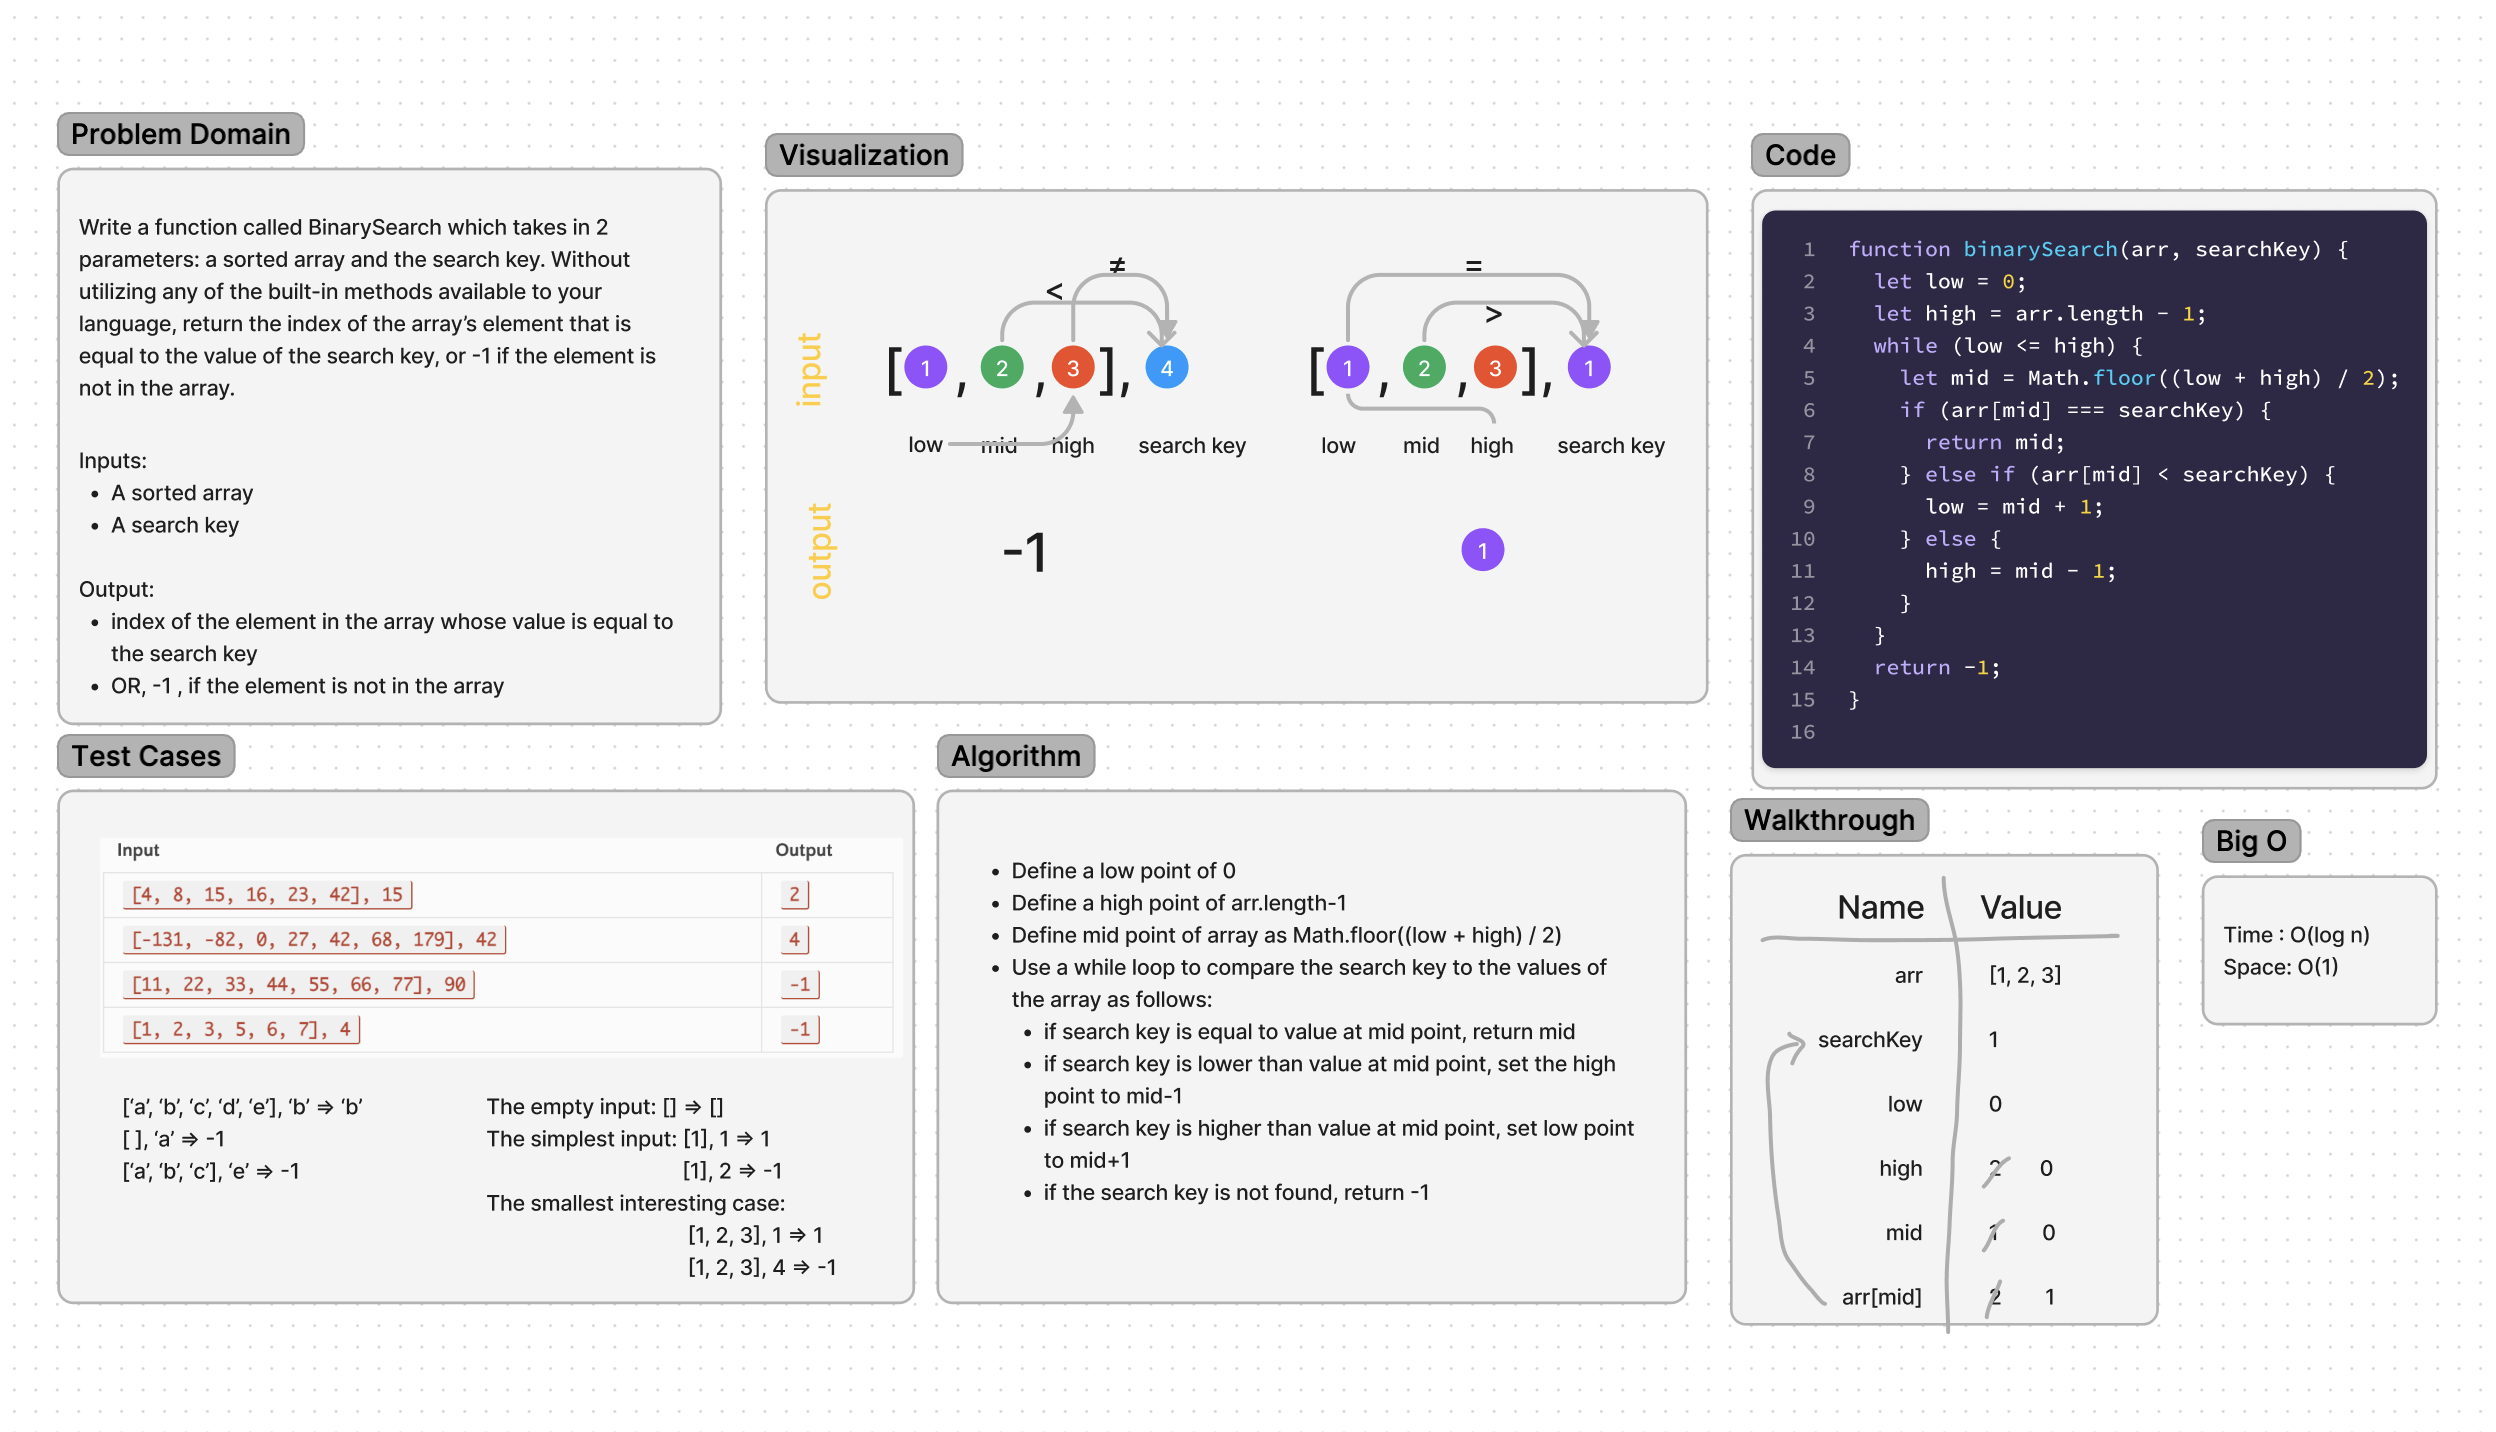 Problem Domain
Write a function called BinarySearch which takes in 2
parameters: a sorted array and the search key. Without
utilizing any of the built-in methods available to your
language, return the index of the array’s element that is
equal to the value of the search key, or -1 if the element is
not in the array.
Inputs:
• A sorted array
• A search key
Output:
• index of the element in the array whose value is equal to
the search key
• OR, -1 , if the element is not in the array
Visualization
input
≠
<
[1, 2, 3], 4
low mid high search key
=
>
[1, 2, 3], 1
low mid high search key
output
-1
1
Code
1 function binarySearch(arr, searchKey) {
2 let low = 0;
3 let high = arr.length - 1;
4 while (low <= high) {
5 let mid = Math.floor((low + high) / 2);
6 if (arr[mid] === searchKey) {
7 return mid;
8 } else if (arr[mid] < searchKey) {
9 low = mid + 1;
10 } else {
11 high = mid - 1;
12 }
13 }
14 return -1;
15 }
16
Test Cases
Input Output
[4, 8, 15, 16, 23, 42], 15 2
[-131, -82, 0, 27, 42, 68, 179], 42 4
[11, 22, 33, 44, 55, 66, 77], 90 -1
[1, 2, 3, 5, 6, 7], 4 -1
[‘a’, ‘b’, ‘c’, ‘d’, ‘e’], ‘b’ => ‘b’
[ ], ‘a’ => -1
[‘a’, ‘b’, ‘c’], ‘e’ => -1
The empty input: [] => []
The simplest input: [1], 1 => 1
[1], 2 => -1
The smallest interesting case:
[1, 2, 3], 1 => 1
[1, 2, 3], 4 => -1
Algorithm
• Define a low point of 0
• Define a high point of arr.length-1
• Define mid point of array as Math.floor((low + high) / 2)
• Use a while loop to compare the search key to the values of
the array as follows:
• if search key is equal to value at mid point, return mid
• if search key is lower than value at mid point, set the high
point to mid-1
• if search key is higher than value at mid point, set low point
to mid+1
• if the search key is not found, return -1
Walkthrough
Name Value
arr [1, 2, 3]
searchKey 1
low 0
high 2 0
mid 1 0
arr[mid] 2 1
Big O
Time : O(log n)
Space: O(1)